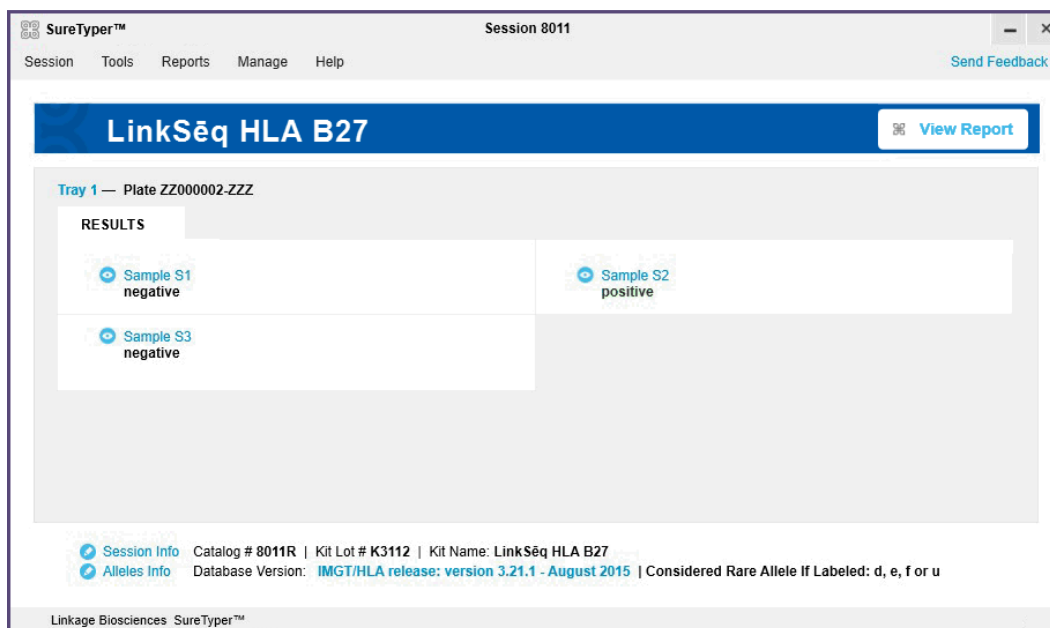 SureTyper™
Session 8011
Session Tools Reports Manage Help
Send Feedback
LinkSēq HLA B27
View Report
Tray 1 — Plate ZZ000002-ZZZ
RESULTS
Sample S1
negative
Sample S2
positive
Sample S3
negative
Session Info Catalog # 8011R | Kit Lot # K3112 | Kit Name: LinkSēq HLA B27
Alleles Info Database Version: IMGT/HLA release: version 3.21.1 - August 2015 | Considered Rare Allele If Labeled: d, e, f or u
Linkage Biosciences SureTyper™